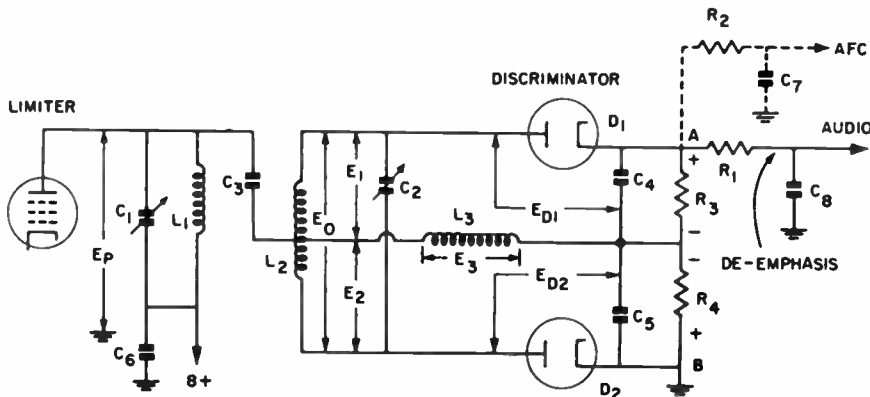 R2
AFC
C7
DISCRIMINATOR
LIMITER
D1
A
AUDIO
+
R1
C3
E1
C2
C4
R3
C8
C1
L1
ED1
E0
L3
EP
L2
E3
-
-
DE-EMPHASIS
E2
ED2
R4
C5
C6
+
B+
B
D2